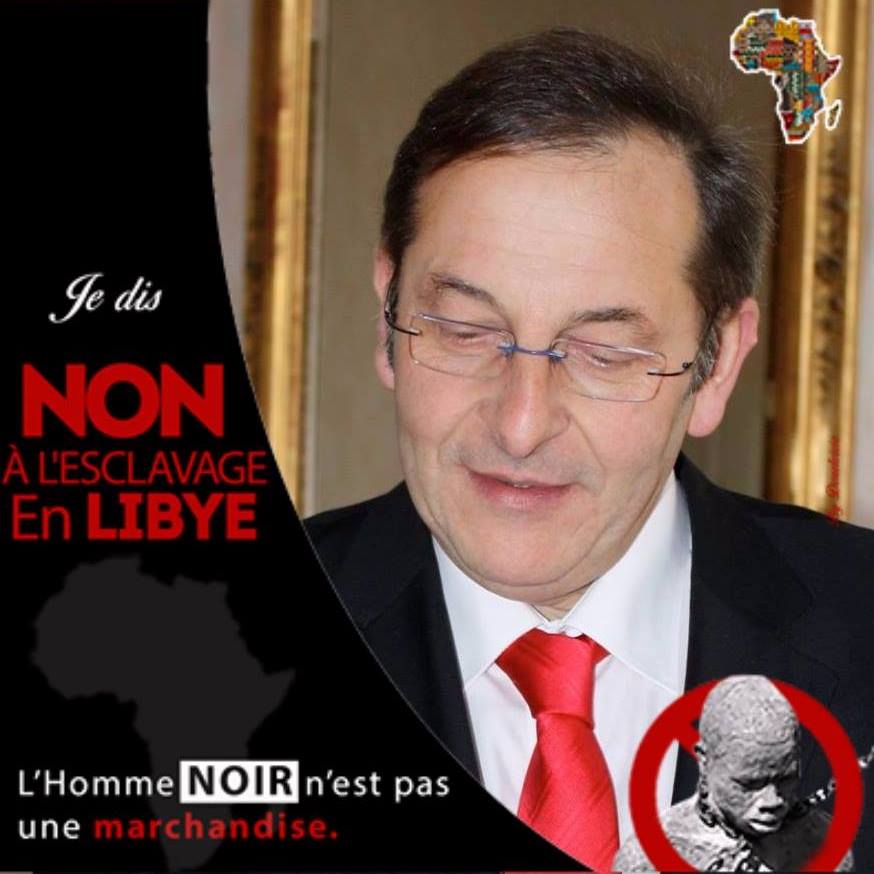 Je dis
NON
À L'ESCLAVAGE
En LIBYE
L'Homme NOIR n'est pas
une marchandise.